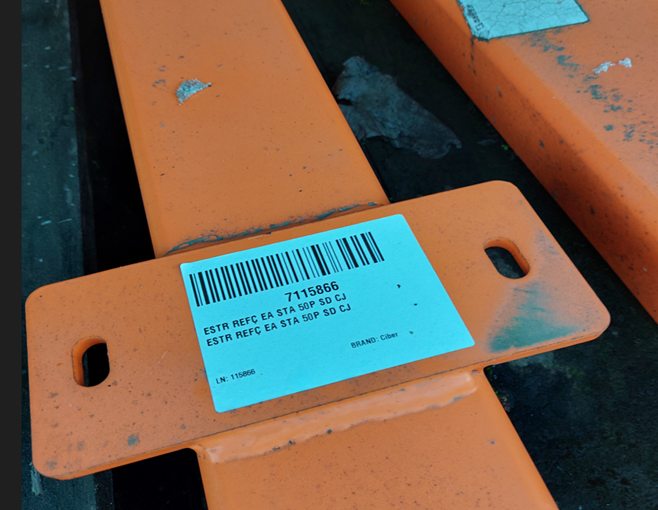 7115866
ESTR REFÇ EA STA 50P SD CJ
ESTR REFÇ EA STA 50P SD CJ
BRAND: Ciber
LN: 115866